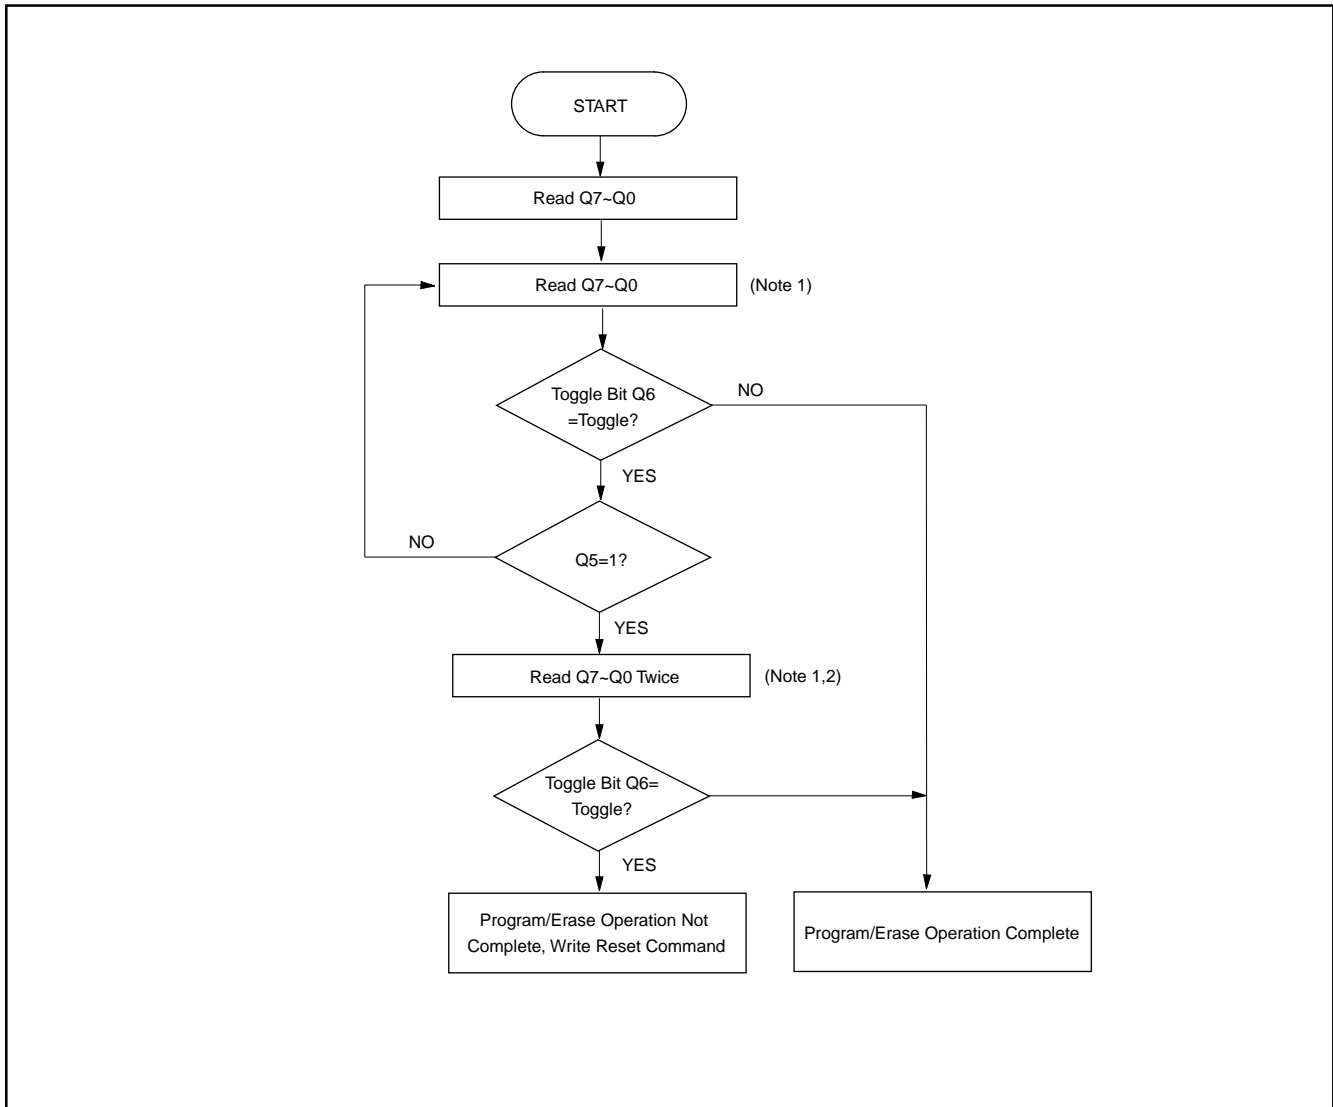 START
Read Q7~Q0
Read Q7~Q0
(Note 1)
Toggle Bit Q6
=Toggle?
NO
YES
NO
Q5=1?
YES
Read Q7~Q0 Twice
(Note 1,2)
Toggle Bit Q6=
Toggle?
YES
Program/Erase Operation Not
Complete, Write Reset Command
Program/Erase Operation Complete